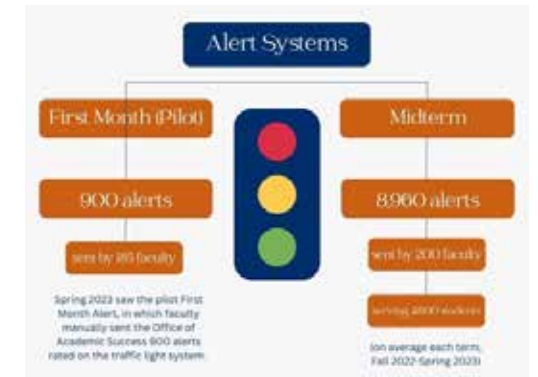 Alert Systems
First Month (Pilot)
Midterm
900 alerts
8,960 alerts
sent by faculty
sent by 200 faculty
serving students
Spring 2023 saw the pilot First
Month Alert, in which faculty
manually sent the Office of
Academic Success 900 alerts
rated on the traffic light system.
(on average each term,
Fall 2022-Spring 2023)